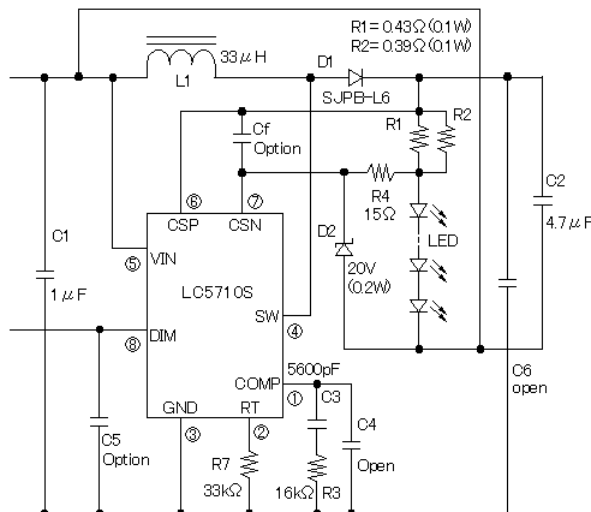 R1=0.43Ω(0.1W)
R2=0.39Ω(0.1W)
33μH
L1
D1
SJPB-L6
Cf
Option
R1
R2
⑥
⑦
R4
15Ω
C2
4.7μF
CSP
CSN
D2
LED
C1
1μF
⑤
VIN
20V
(0.2W)
LC5710S
SW
④
DIM
⑧
5600pF
C6
open
COMP
①
C3
C4
Open
GND
RT
③
②
C5
Option
R7
33kΩ
16kΩ
R3